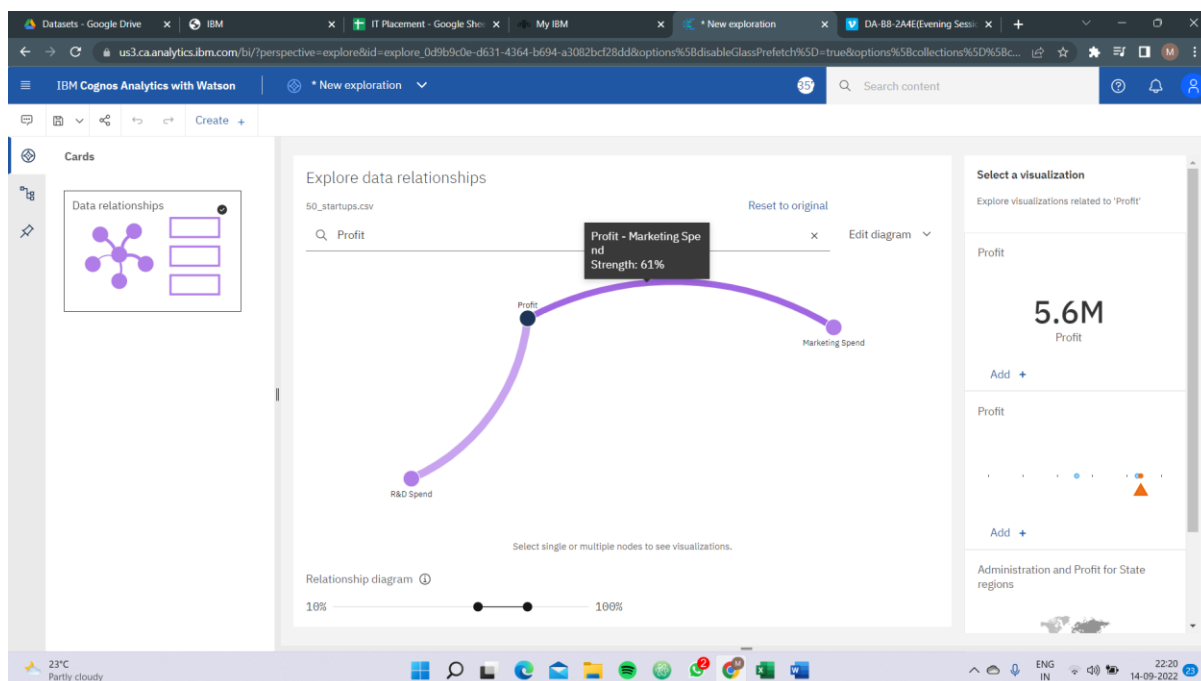 Datasets - Google Drive
IBM
IT Placement - Google Shee
My IBM
* New exploration
DA-B8-2A4E(Evening Sessic
us3.ca.analytics.ibm.com/bi/?perspective=explore&id=explore_0d9b9c0e-d631-4364-b694-a3082bcf28dd&options%5BdisableGlassPrefetch%5D=true&options%5Bcollections%5D%5Bc...
M
IBM Cognos Analytics with Watson
* New exploration
35
Search content
Create +
Cards
Data relationships
Explore data relationships
50_startups.csv
Reset to original
Profit
Edit diagram
Profit - Marketing Spe
nd
Strength: 61%
Profit
Marketing Spend
R&D Spend
Select single or multiple nodes to see visualizations.
Relationship diagram
10%
100%
Select a visualization
Explore visualizations related to 'Profit'
Profit
5.6M
Profit
Add +
Profit
Add +
Administration and Profit for State
regions
23°C
Partly cloudy
2
ENG
IN
22:20
14-09-2022
23